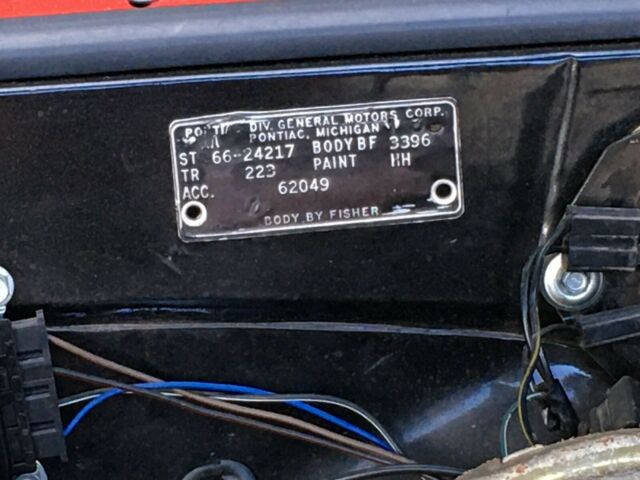 DIV. GENERAL MOTORS CORP.
PONTIAC, MICHIGAN
ST 66-24217 BODY BF 3396
TR 223 PAINT HH
ACC. 62049
BODY BY FISHER